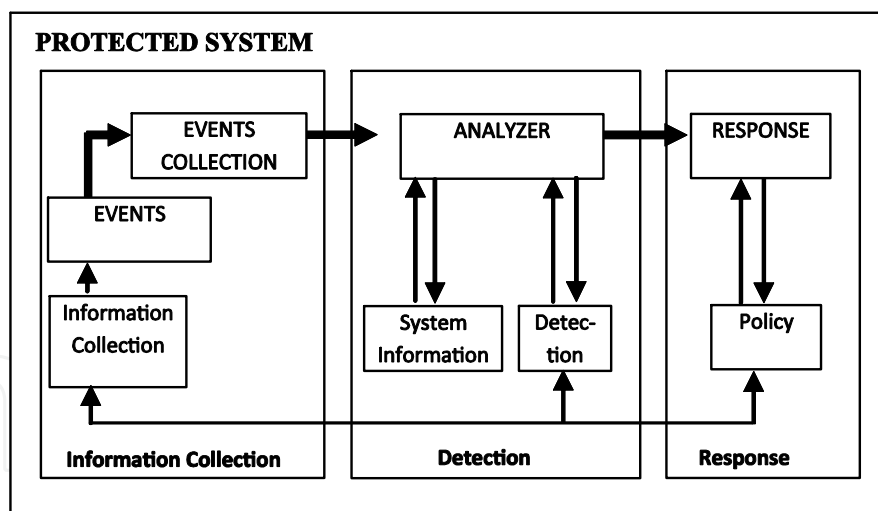 PROTECTED SYSTEM
EVENTS
COLLECTION
EVENTS
Information
Collection
Information Collection
ANALYZER
System
Information
Detec-
tion
Detection
RESPONSE
Policy
Response